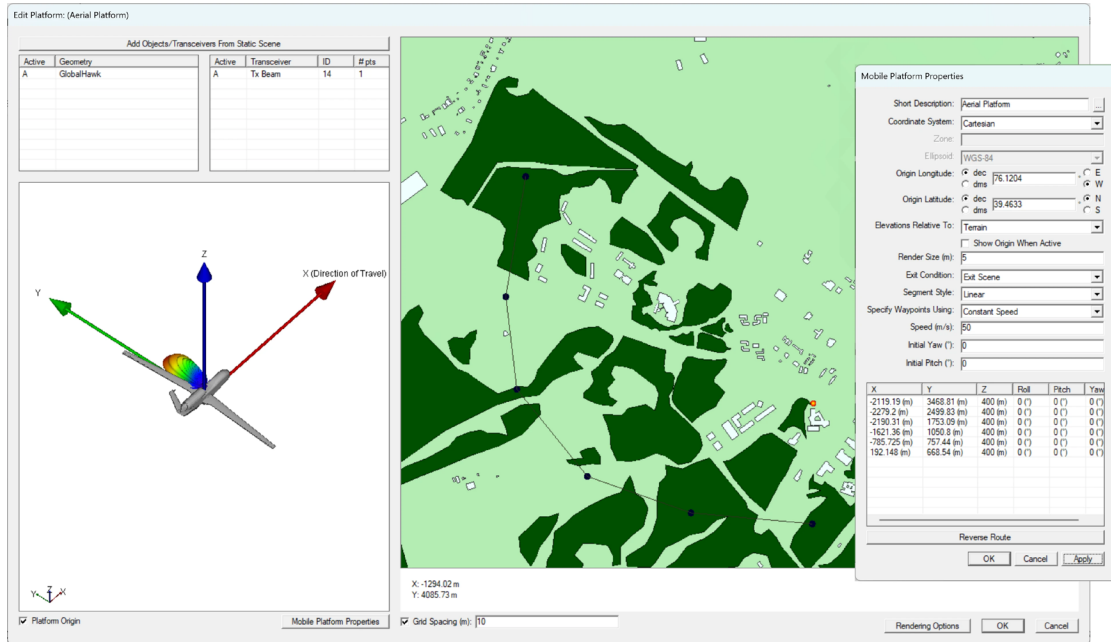 Edit Platform: (Aerial Platform)
Add Objects/Transceivers From Static Scene
Active Geometry
A GlobalHawk
Active Transceiver ID # pts
A Tx Beam 14 1
Z
X (Direction of Travel)
Y
Y Z X
Platform Origin
Mobile Platform Properties
X: -1294.02 m
Y: 4085.73 m
Grid Spacing (m): 10
Rendering Options
OK
Cancel
Mobile Platform Properties
Short Description: Aerial Platform ...
Coordinate System: Cartesian
Zone:
Ellipsoid: WGS-84
Origin Longitude: dec 76.1204 ° E
dms W
Origin Latitude: dec 39.4633 ° N
dms S
Elevations Relative To: Terrain
Show Origin When Active
Render Size (m): 5
Exit Condition: Exit Scene
Segment Style: Linear
Specify Waypoints Using: Constant Speed
Speed (m/s): 50
Initial Yaw (°): 0
Initial Pitch (°): 0
X Y Z Roll Pitch Yaw
-2119.19 (m) 3468.81 (m) 400 (m) 0 (°) 0 (°) 0 (°)
-2279.2 (m) 2499.83 (m) 400 (m) 0 (°) 0 (°) 0 (°)
-2190.31 (m) 1753.09 (m) 400 (m) 0 (°) 0 (°) 0 (°)
-1621.36 (m) 1050.8 (m) 400 (m) 0 (°) 0 (°) 0 (°)
-785.725 (m) 757.44 (m) 400 (m) 0 (°) 0 (°) 0 (°)
192.148 (m) 668.54 (m) 400 (m) 0 (°) 0 (°) 0 (°)
Reverse Route
OK
Cancel
Apply